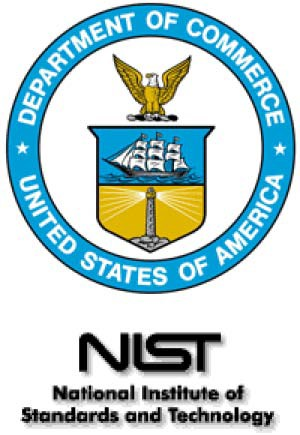 DEPARTMENT OF COMMERCE
UNITED STATES OF AMERICA
NIST
National Institute of
Standards and Technology